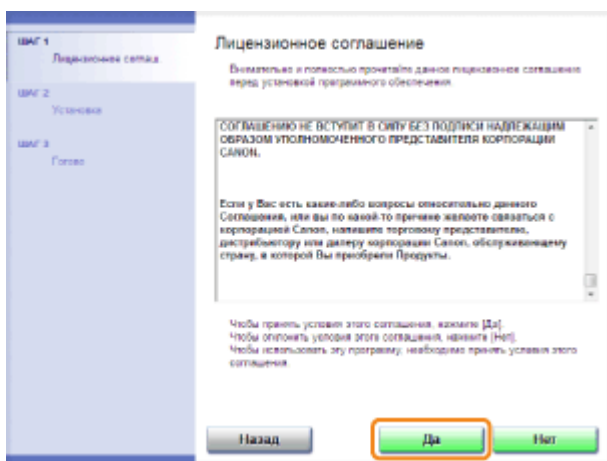 ШАГ 1
Лицензионное соглаш
ШАГ 2
Установка
ШАГ 3
Готово
Лицензионное соглашение
Внимательно и полностью прочитайте данное лицензионное соглашение
перед установкой программного обеспечения.
СОГЛАШЕНИЮ НЕ ВСТУПИТ В СИЛУ БЕЗ ПОДПИСИ НАДЛЕЖАЩИМ
ОБРАЗОМ УПОЛНОМОЧЕННОГО ПРЕДСТАВИТЕЛЯ КОРПОРАЦИИ
CANON.
Если у Вас есть какие-либо вопросы относительно данного
Соглашения, или вы по какой-то причине желаете связаться с
корпорацией Canon, напишите торговому представителю,
дистрибьютору или дилеру корпорации Canon, обслуживающему
страну, в которой Вы приобрели Продукты.
Чтобы принять условия этого соглашения, нажмите [Да].
Чтобы отклонить условия этого соглашения, нажмите [Нет].
Чтобы использовать эту программу, необходимо принять условия этого
соглашения.
Назад
Да
Нет